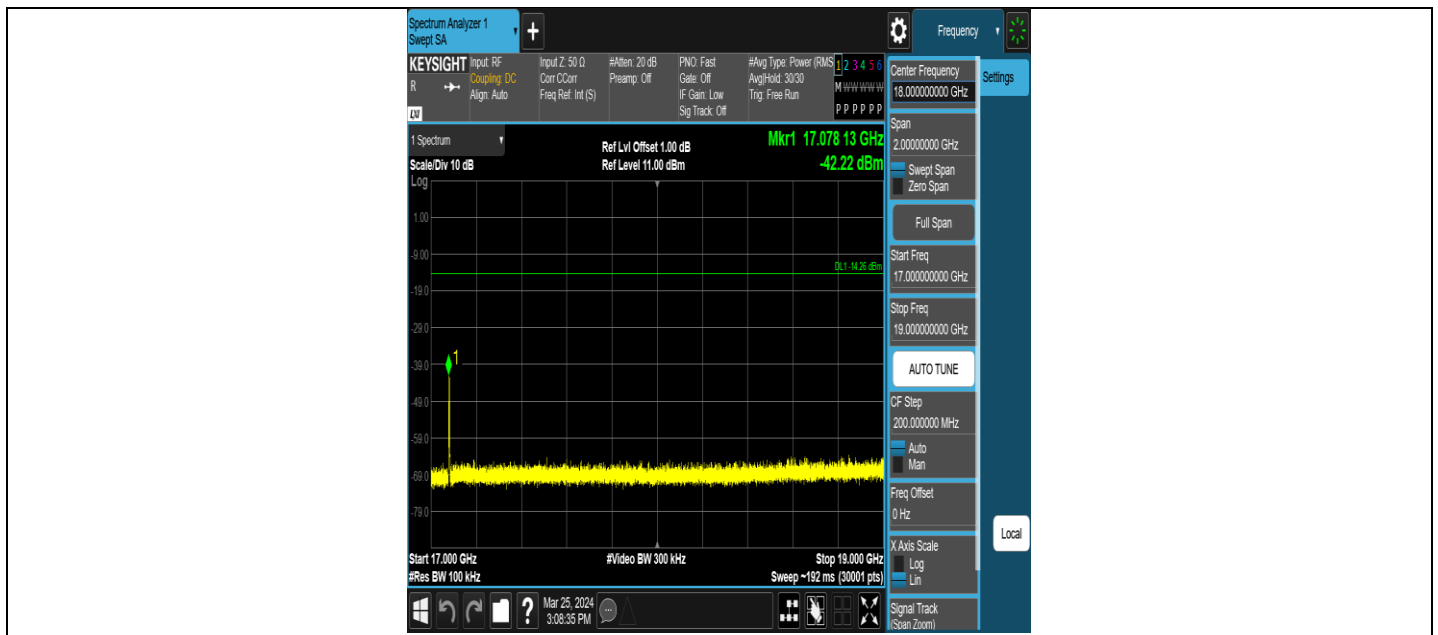 Spectrum Analyzer 1
Swept SA
Frequency
KEYSIGHT
R
LXI
Input: RF
Coupling: DC
Align: Auto
Input Z: 50 Ω
Corr CCorr
Freq Ref: Int (S)
#Atten: 20 dB
Preamp: Off
PNO: Fast
Gate: Off
IF Gain: Low
Sig Track: Off
#Avg Type: Power (RMS
Avg|Hold: 30/30
Trig: Free Run
1 2 3 4 5 6
M W W W W W
P P P P P P
1 Spectrum
Scale/Div 10 dB
Ref Lvl Offset 1.00 dB
Ref Level 11.00 dBm
Mkr1 17.078 13 GHz
-42.22 dBm
Log
1.00
-9.00
DL1 -14.26 dBm
-19.0
-29.0
-39.0
1
-49.0
-59.0
-69.0
-79.0
Start 17.000 GHz
#Video BW 300 kHz
Stop 19.000 GHz
#Res BW 100 kHz
Sweep ~192 ms (30001 pts)
Mar 25, 2024
3:08:35 PM
Center Frequency
18.000000000 GHz
Settings
Span
2.00000000 GHz
Swept Span
Zero Span
Full Span
Start Freq
17.000000000 GHz
Stop Freq
19.000000000 GHz
AUTO TUNE
CF Step
200.000000 MHz
Auto
Man
Freq Offset
0 Hz
Local
X Axis Scale
Log
Lin
Signal Track
(Span Zoom)